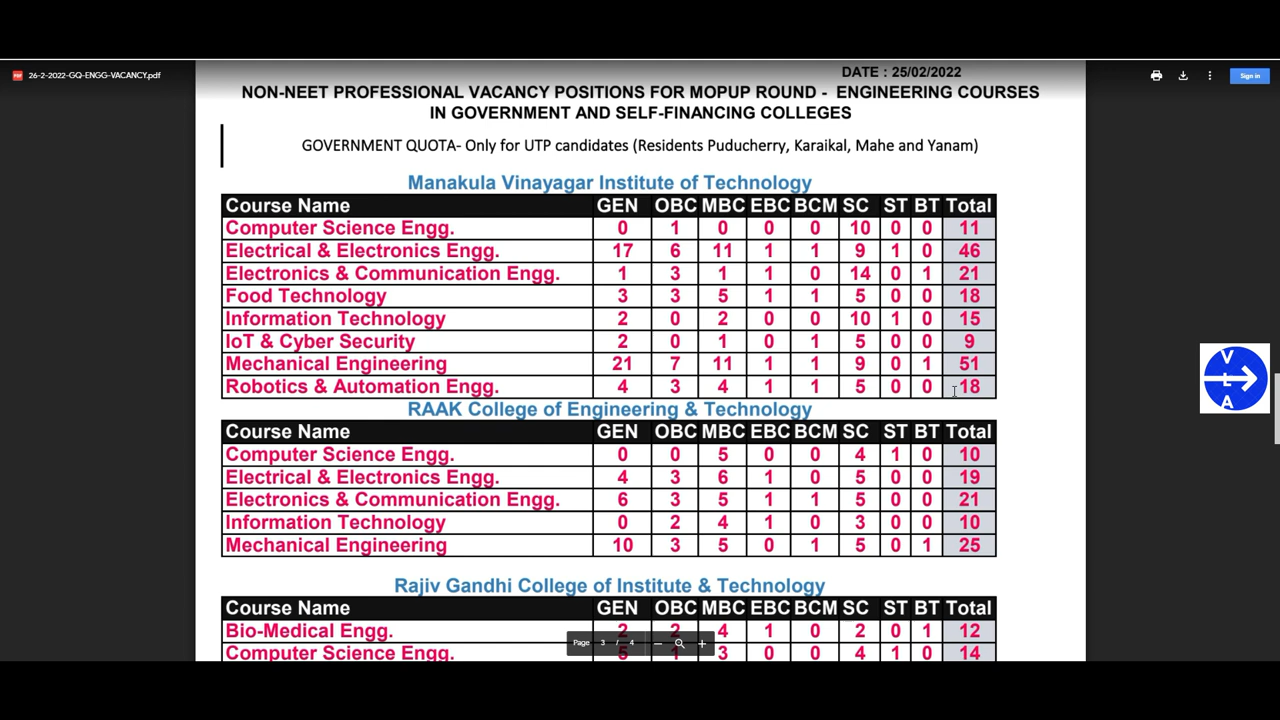 26-2-2022-GQ-ENGG-VACANCY.pdf
Sign in
DATE : 25/02/2022
NON-NEET PROFESSIONAL VACANCY POSITIONS FOR MOPUP ROUND - ENGINEERING COURSES
IN GOVERNMENT AND SELF-FINANCING COLLEGES
GOVERNMENT QUOTA- Only for UTP candidates (Residents Puducherry, Karaikal, Mahe and Yanam)
Manakula Vinayagar Institute of Technology
Course Name GEN OBC MBC EBC BCM SC ST BT Total
Computer Science Engg. 0 1 0 0 0 10 0 0 11
Electrical & Electronics Engg. 17 6 11 1 1 9 1 0 46
Electronics & Communication Engg. 1 3 1 1 0 14 0 1 21
Food Technology 3 3 5 1 1 5 0 0 18
Information Technology 2 0 2 0 0 10 1 0 15
IoT & Cyber Security 2 0 1 0 1 5 0 0 9
Mechanical Engineering 21 7 11 1 1 9 0 1 51
Robotics & Automation Engg. 4 3 4 1 1 5 0 0 18
RAAK College of Engineering & Technology
Course Name GEN OBC MBC EBC BCM SC ST BT Total
Computer Science Engg. 0 0 5 0 0 4 1 0 10
Electrical & Electronics Engg. 4 3 6 1 0 5 0 0 19
Electronics & Communication Engg. 6 3 5 1 1 5 0 0 21
Information Technology 0 2 4 1 0 3 0 0 10
Mechanical Engineering 10 3 5 0 1 5 0 1 25
Rajiv Gandhi College of Institute & Technology
Course Name GEN OBC MBC EBC BCM SC ST BT Total
Bio-Medical Engg. 2 2 4 1 0 2 0 1 12
Computer Science Engg. 5 1 3 0 0 4 1 0 14
Page 3 / 4
V
L
A